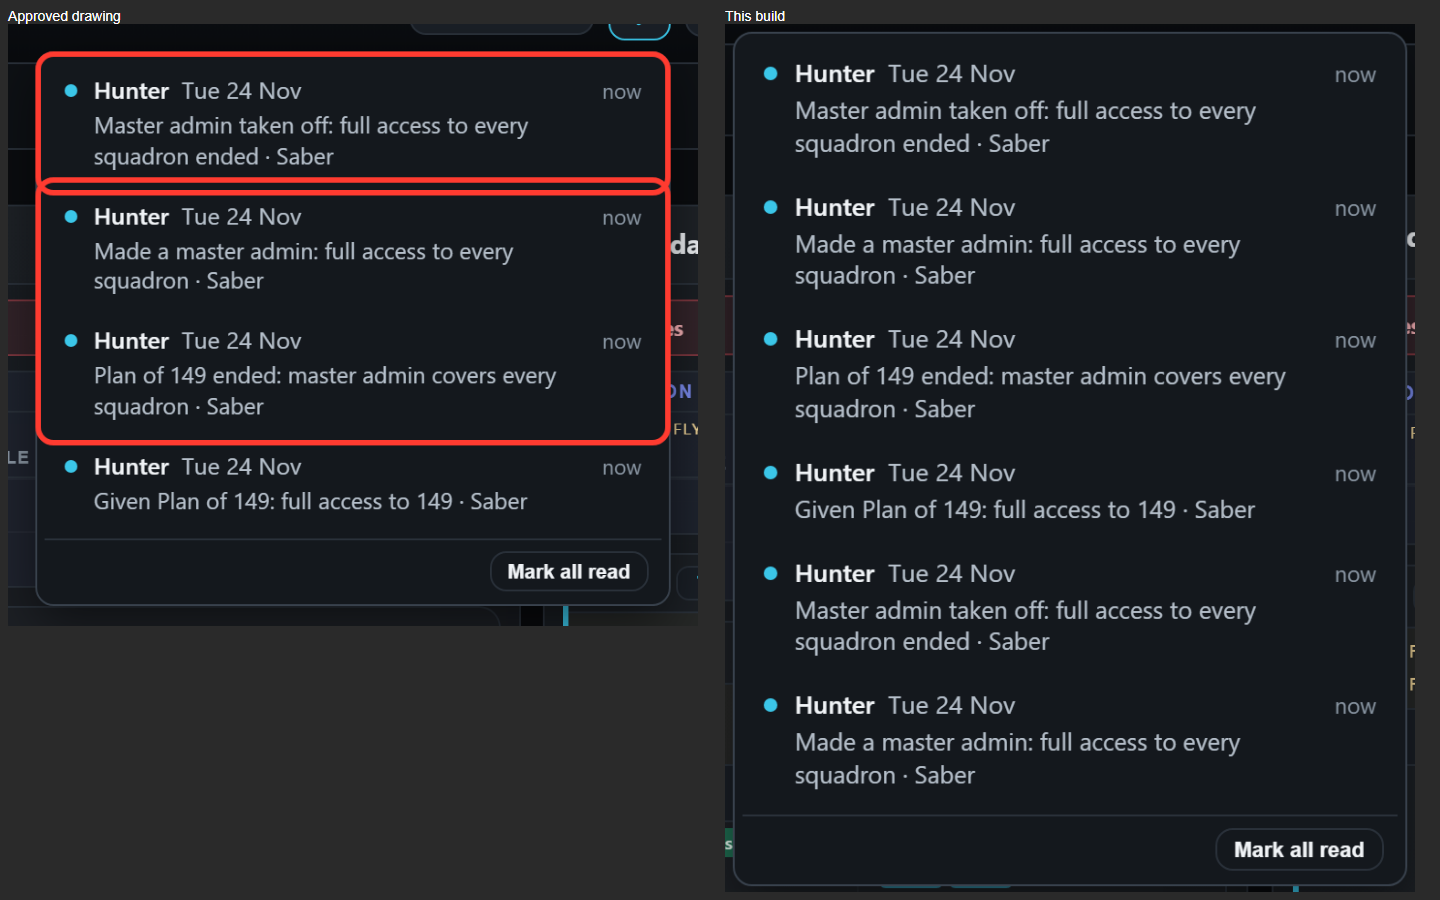 Approved drawing
Hunter Tue 24 Nov now
Master admin taken off: full access to every
squadron ended · Saber
Hunter Tue 24 Nov now
Made a master admin: full access to every
squadron · Saber
Hunter Tue 24 Nov now
Plan of 149 ended: master admin covers every
squadron · Saber
Hunter Tue 24 Nov now
Given Plan of 149: full access to 149 · Saber
Mark all read
da
es
ON
FLY
LE
This build
Hunter Tue 24 Nov now
Master admin taken off: full access to every
squadron ended · Saber
Hunter Tue 24 Nov now
Made a master admin: full access to every
squadron · Saber
Hunter Tue 24 Nov now
Plan of 149 ended: master admin covers every
squadron · Saber
Hunter Tue 24 Nov now
Given Plan of 149: full access to 149 · Saber
Hunter Tue 24 Nov now
Master admin taken off: full access to every
squadron ended · Saber
Hunter Tue 24 Nov now
Made a master admin: full access to every
squadron · Saber
Mark all read
s
F
F